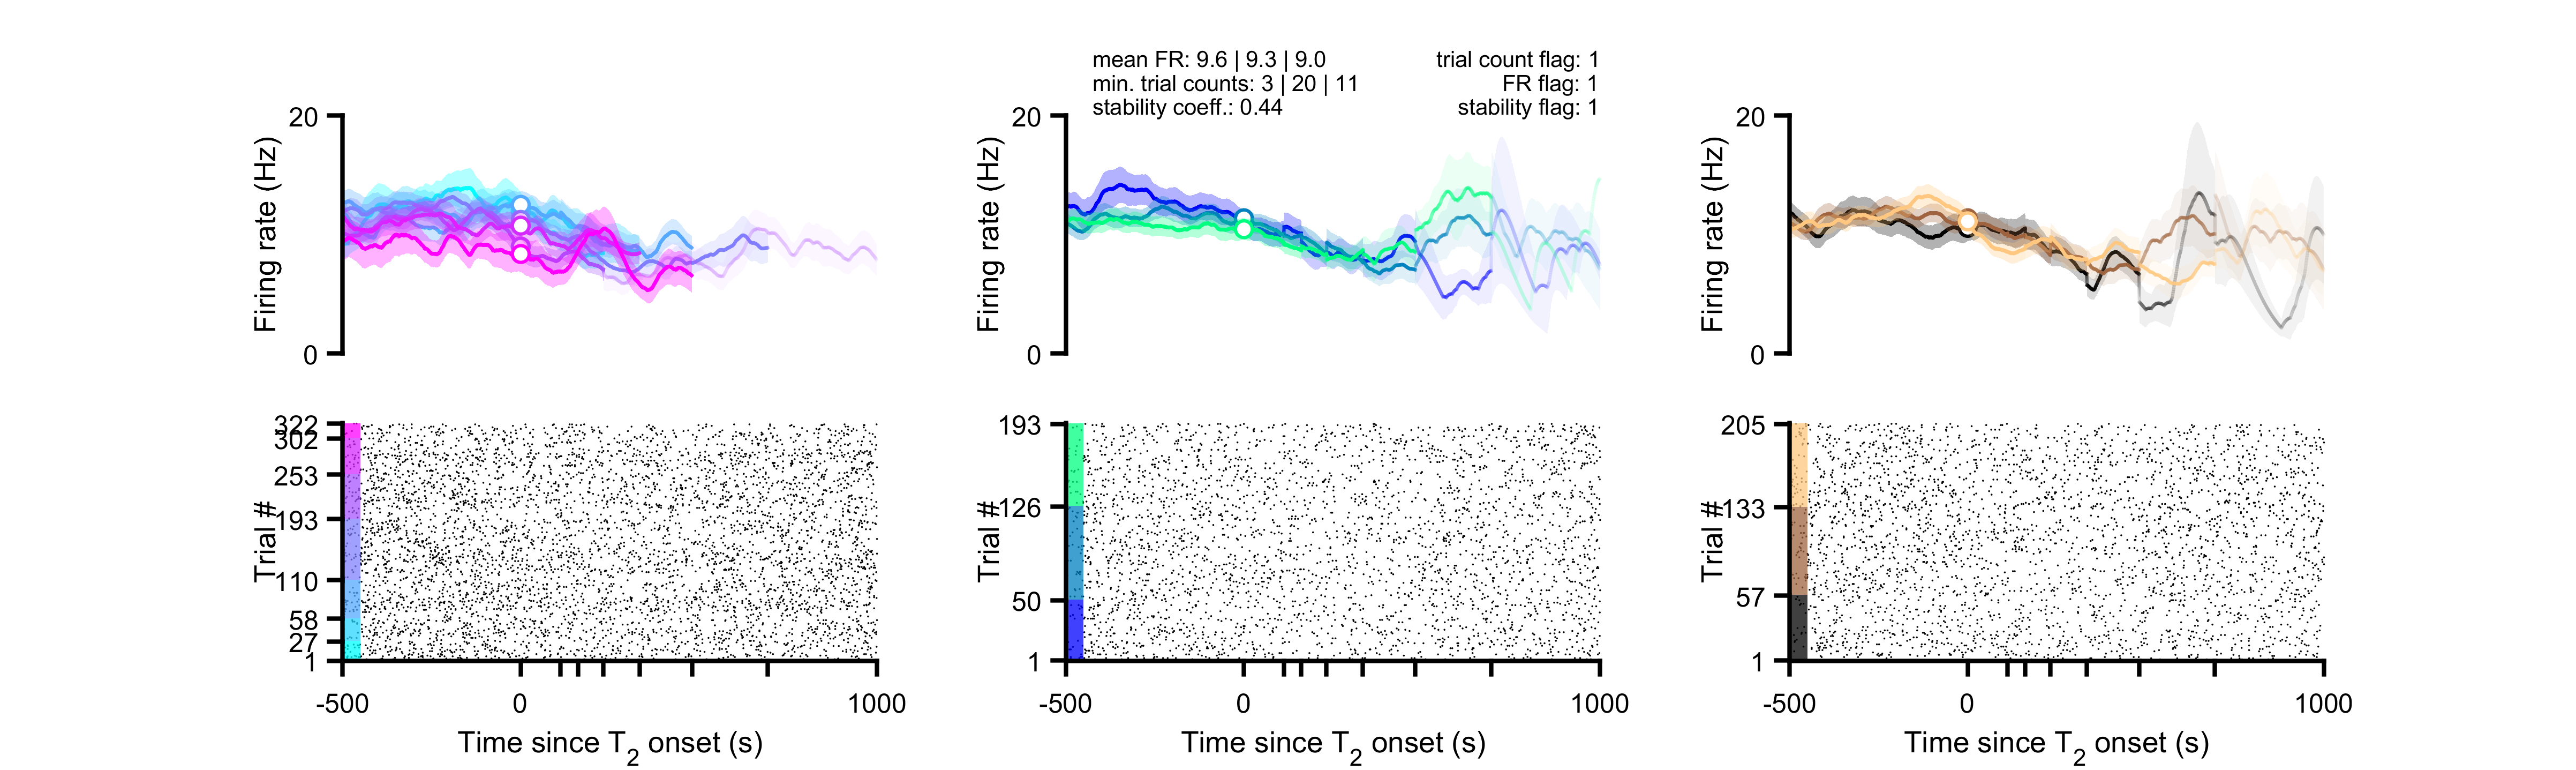 mean FR: 9.6 | 9.3 | 9.0
min. trial counts: 3 | 20 | 11
stability coeff.: 0.44
trial count flag: 1
FR flag: 1
stability flag: 1
20
Firing rate (Hz)
0
20
Firing rate (Hz)
0
20
Firing rate (Hz)
0
322
302
253
193
110
58
27
1
Trial #
-500
0
1000
Time since T2 onset (s)
193
126
50
1
Trial #
-500
0
1000
Time since T2 onset (s)
205
133
57
1
Trial #
-500
0
1000
Time since T2 onset (s)